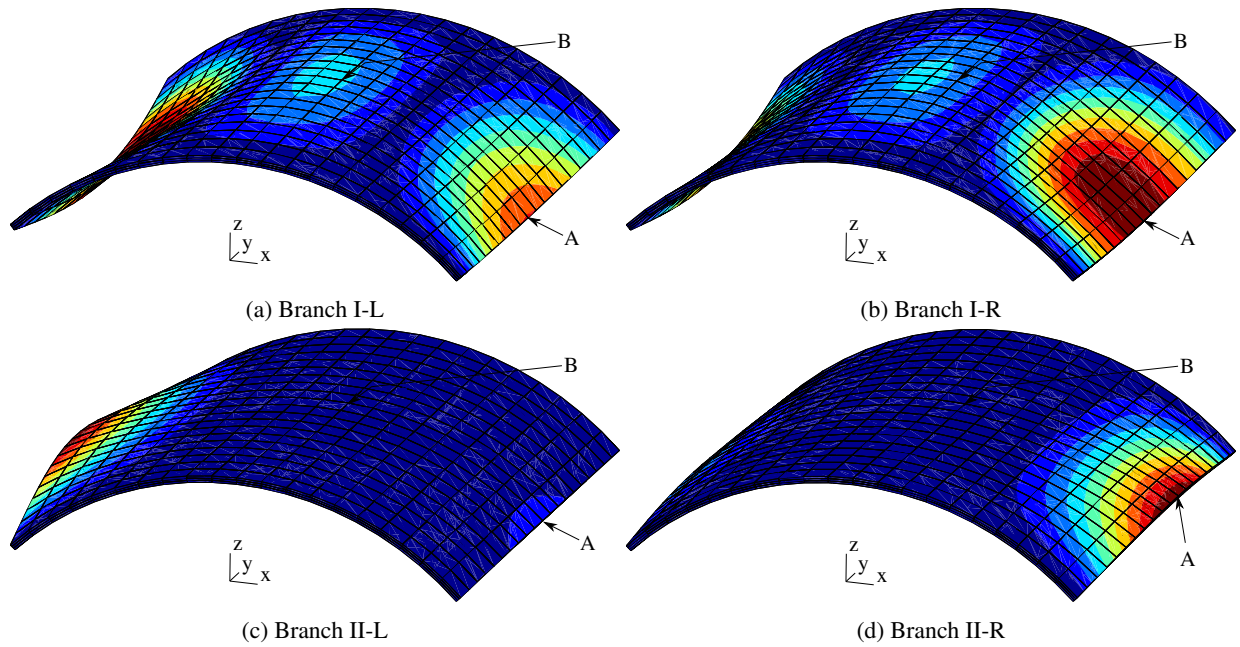 B
A
z
y
x
(a) Branch I-L
B
A
z
y
x
(b) Branch I-R
B
A
z
y
x
(c) Branch II-L
B
A
z
y
x
(d) Branch II-R